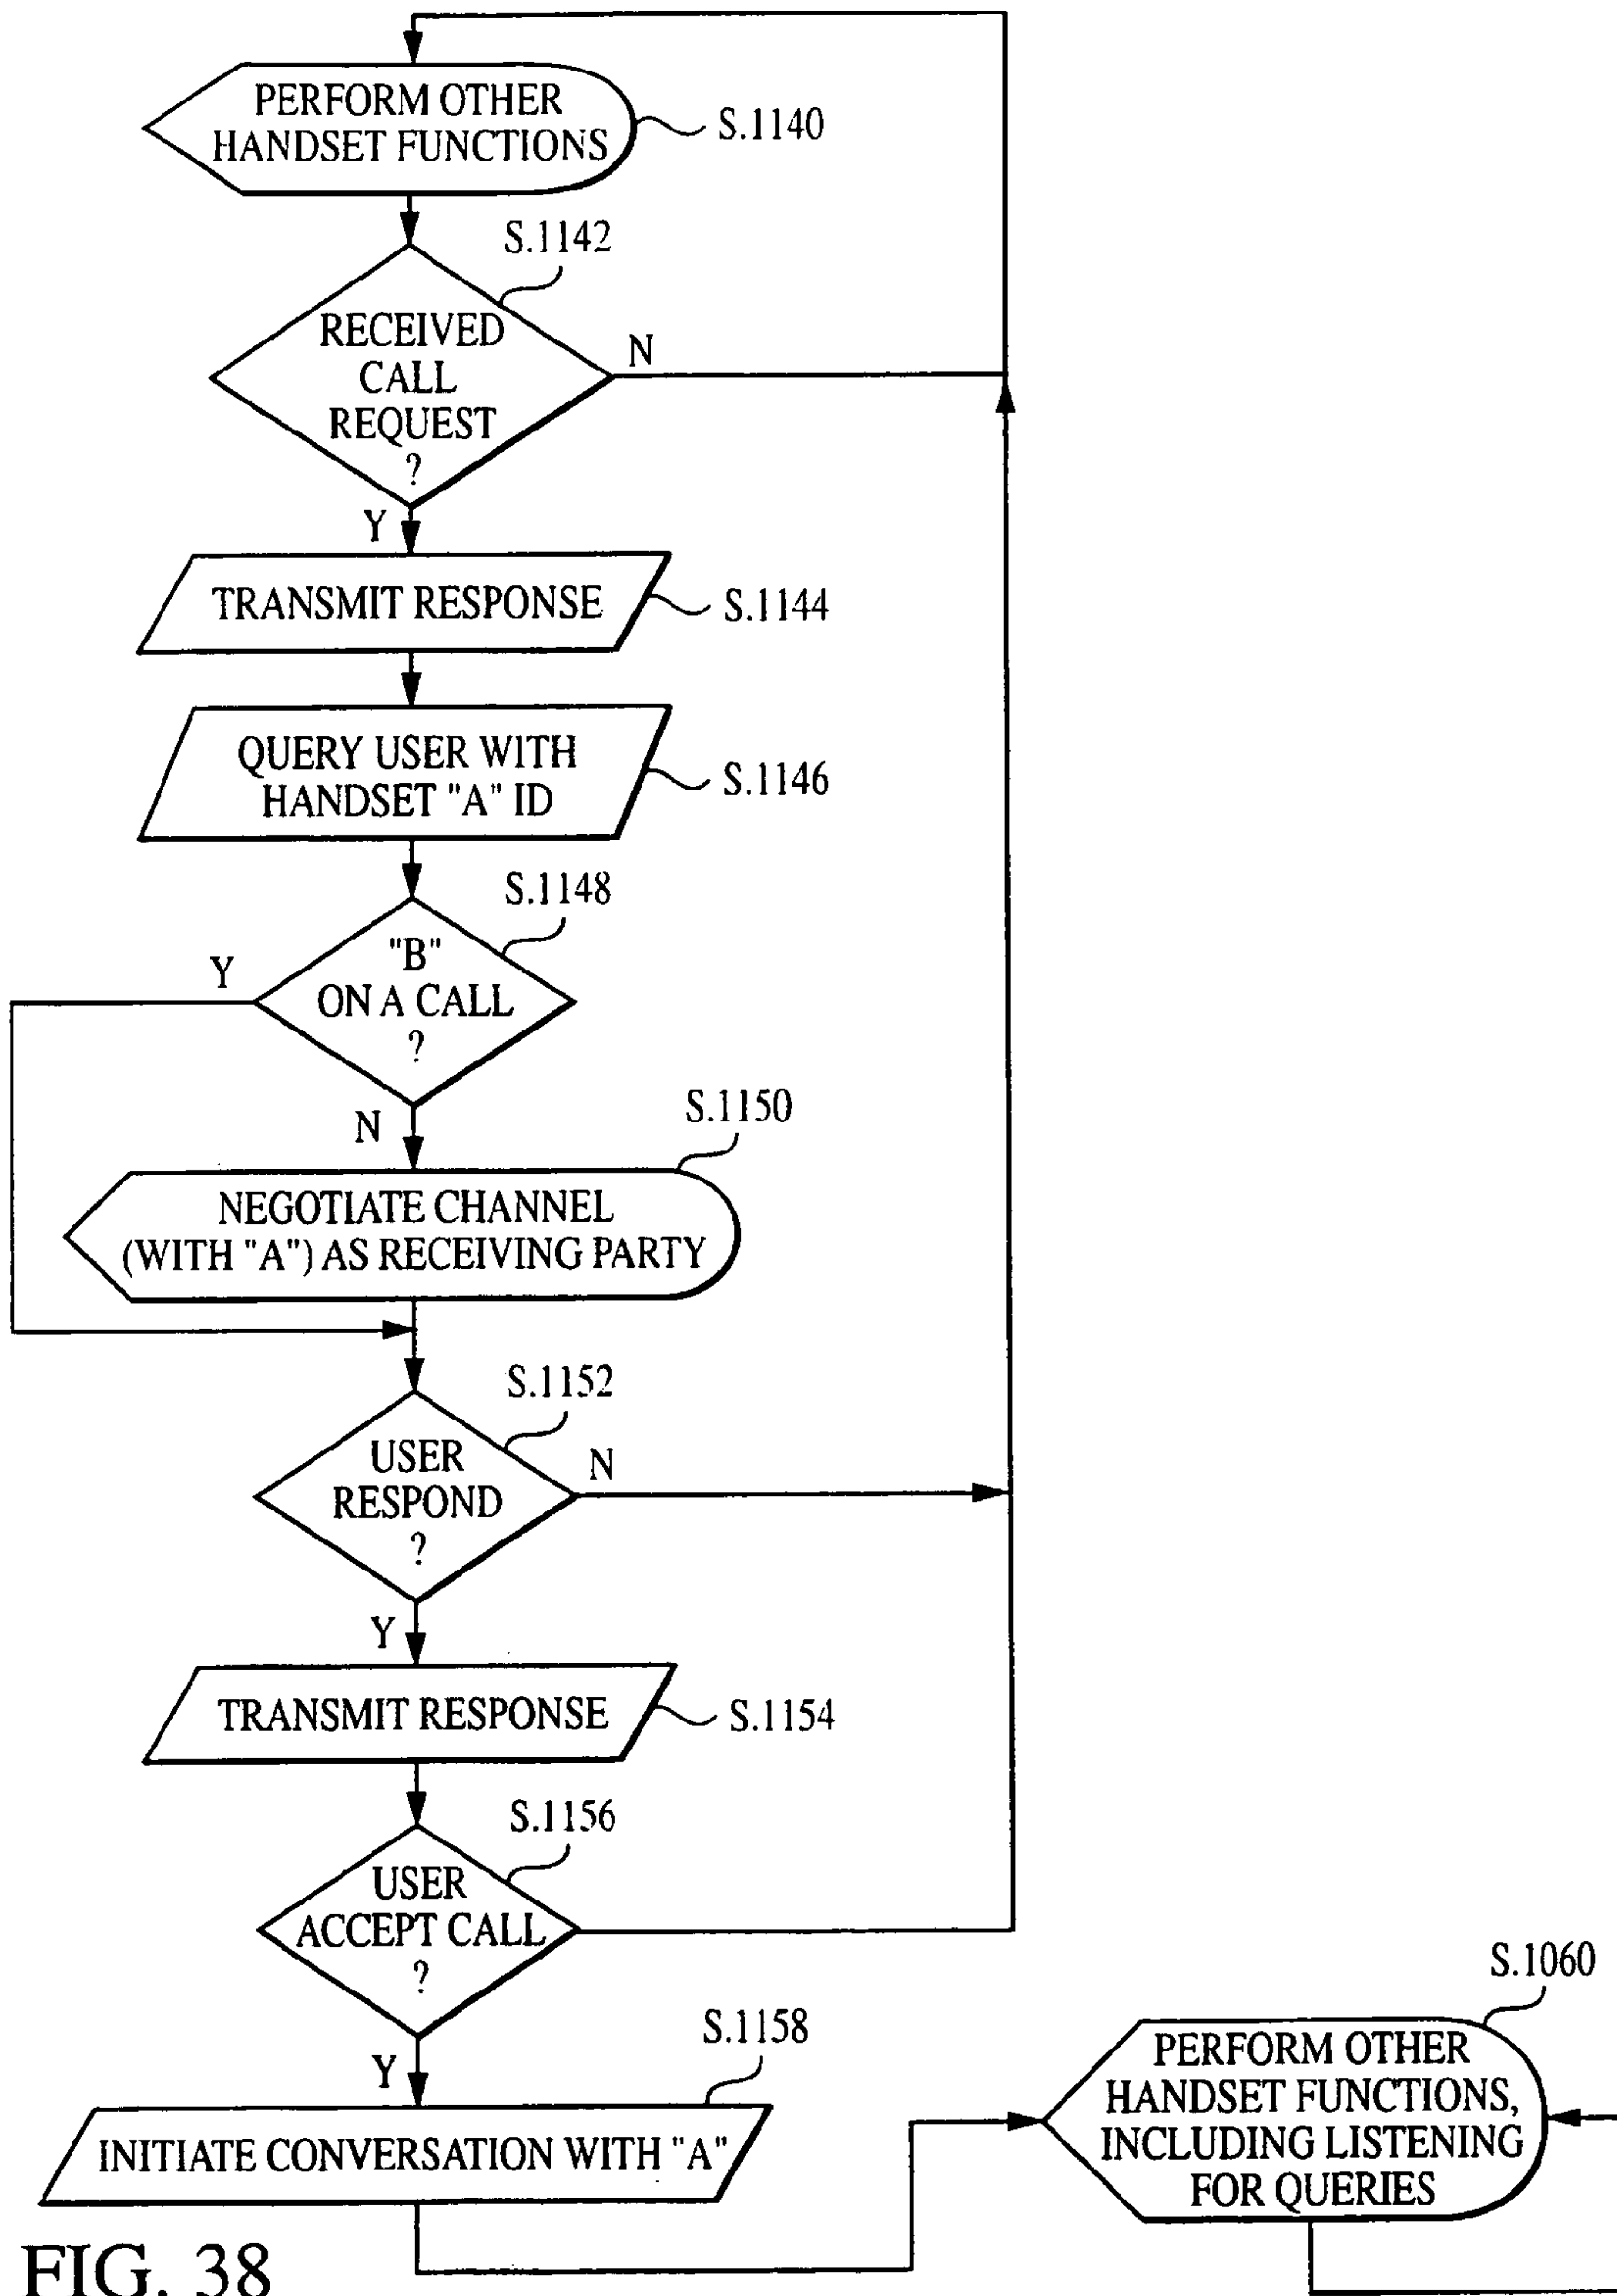 PERFORM OTHER
HANDSET FUNCTIONS
S.1140
S.1142
RECEIVED
CALL
REQUEST
?
N
Y
TRANSMIT RESPONSE
S.1144
QUERY USER WITH
HANDSET "A" ID
S.1146
S.1148
"B"
ON A CALL
?
Y
N
S.1150
NEGOTIATE CHANNEL
(WITH "A") AS RECEIVING PARTY
S.1152
USER
RESPOND
?
N
Y
TRANSMIT RESPONSE
S.1154
S.1156
USER
ACCEPT CALL
?
Y
S.1158
INITIATE CONVERSATION WITH "A"
S.1060
PERFORM OTHER
HANDSET FUNCTIONS,
INCLUDING LISTENING
FOR QUERIES
FIG. 38